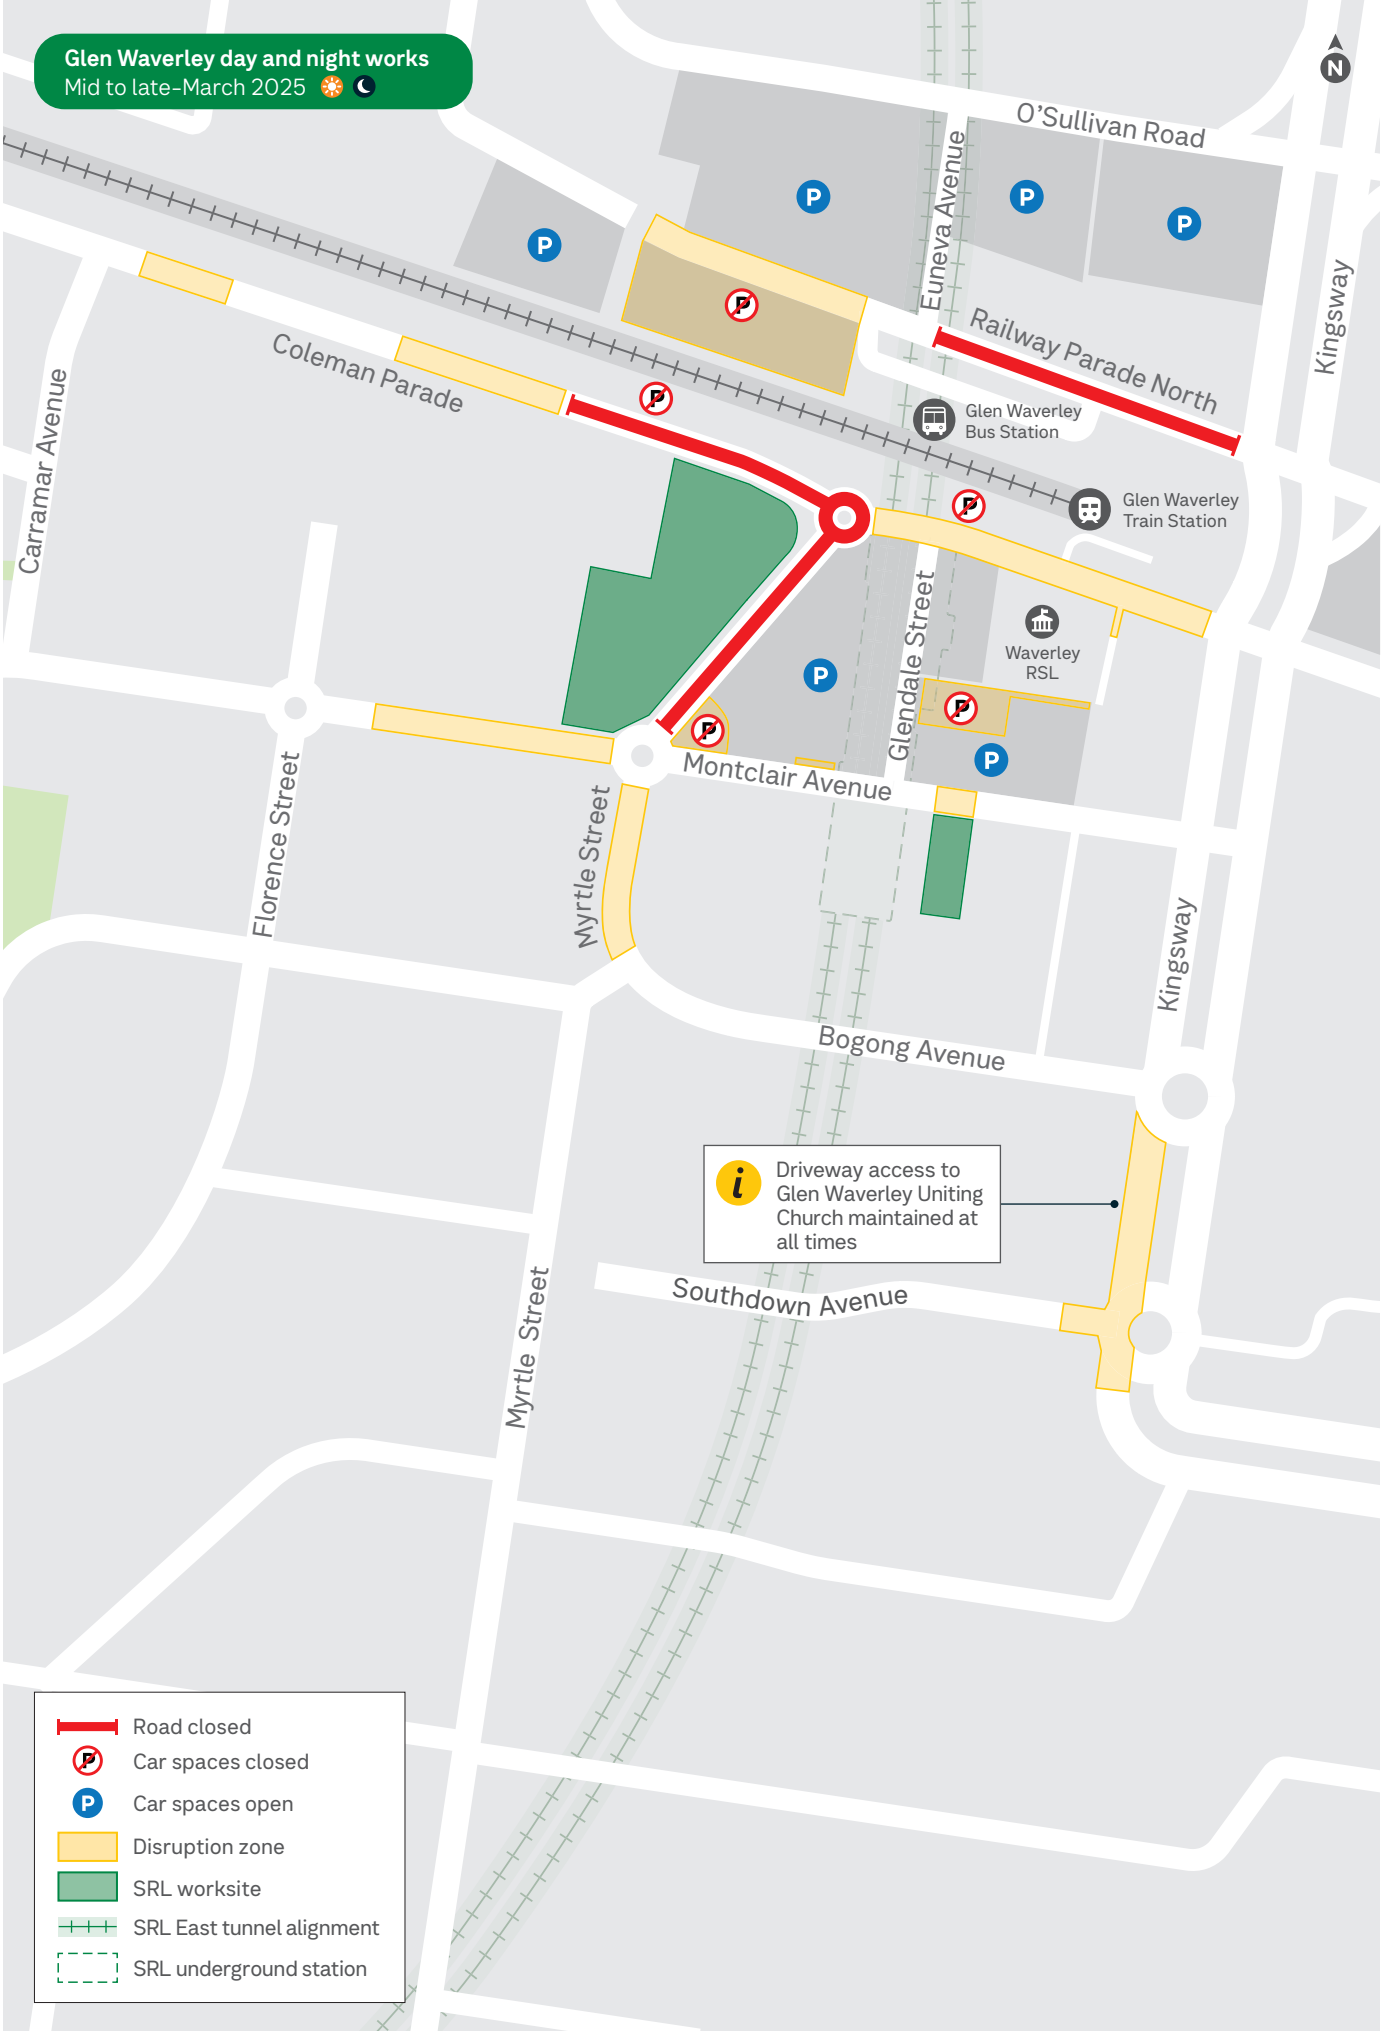 Glen Waverley day and night works
Mid to late-March 2025
N
O'Sullivan Road
P
P
P
P
Euneva Avenue
Kingsway
P
Railway Parade North
Coleman Parade
P
Glen Waverley
Bus Station
Carramar Avenue
Glen Waverley
Train Station
P
Glendale Street
Waverley
RSL
P
P
P
Montclair Avenue
P
Florence Street
Myrtle Street
Kingsway
Bogong Avenue
i
Driveway access to
Glen Waverley Uniting
Church maintained at
all times
Southdown Avenue
Myrtle Street
Road closed
P
Car spaces closed
P
Car spaces open
Disruption zone
SRL worksite
SRL East tunnel alignment
SRL underground station